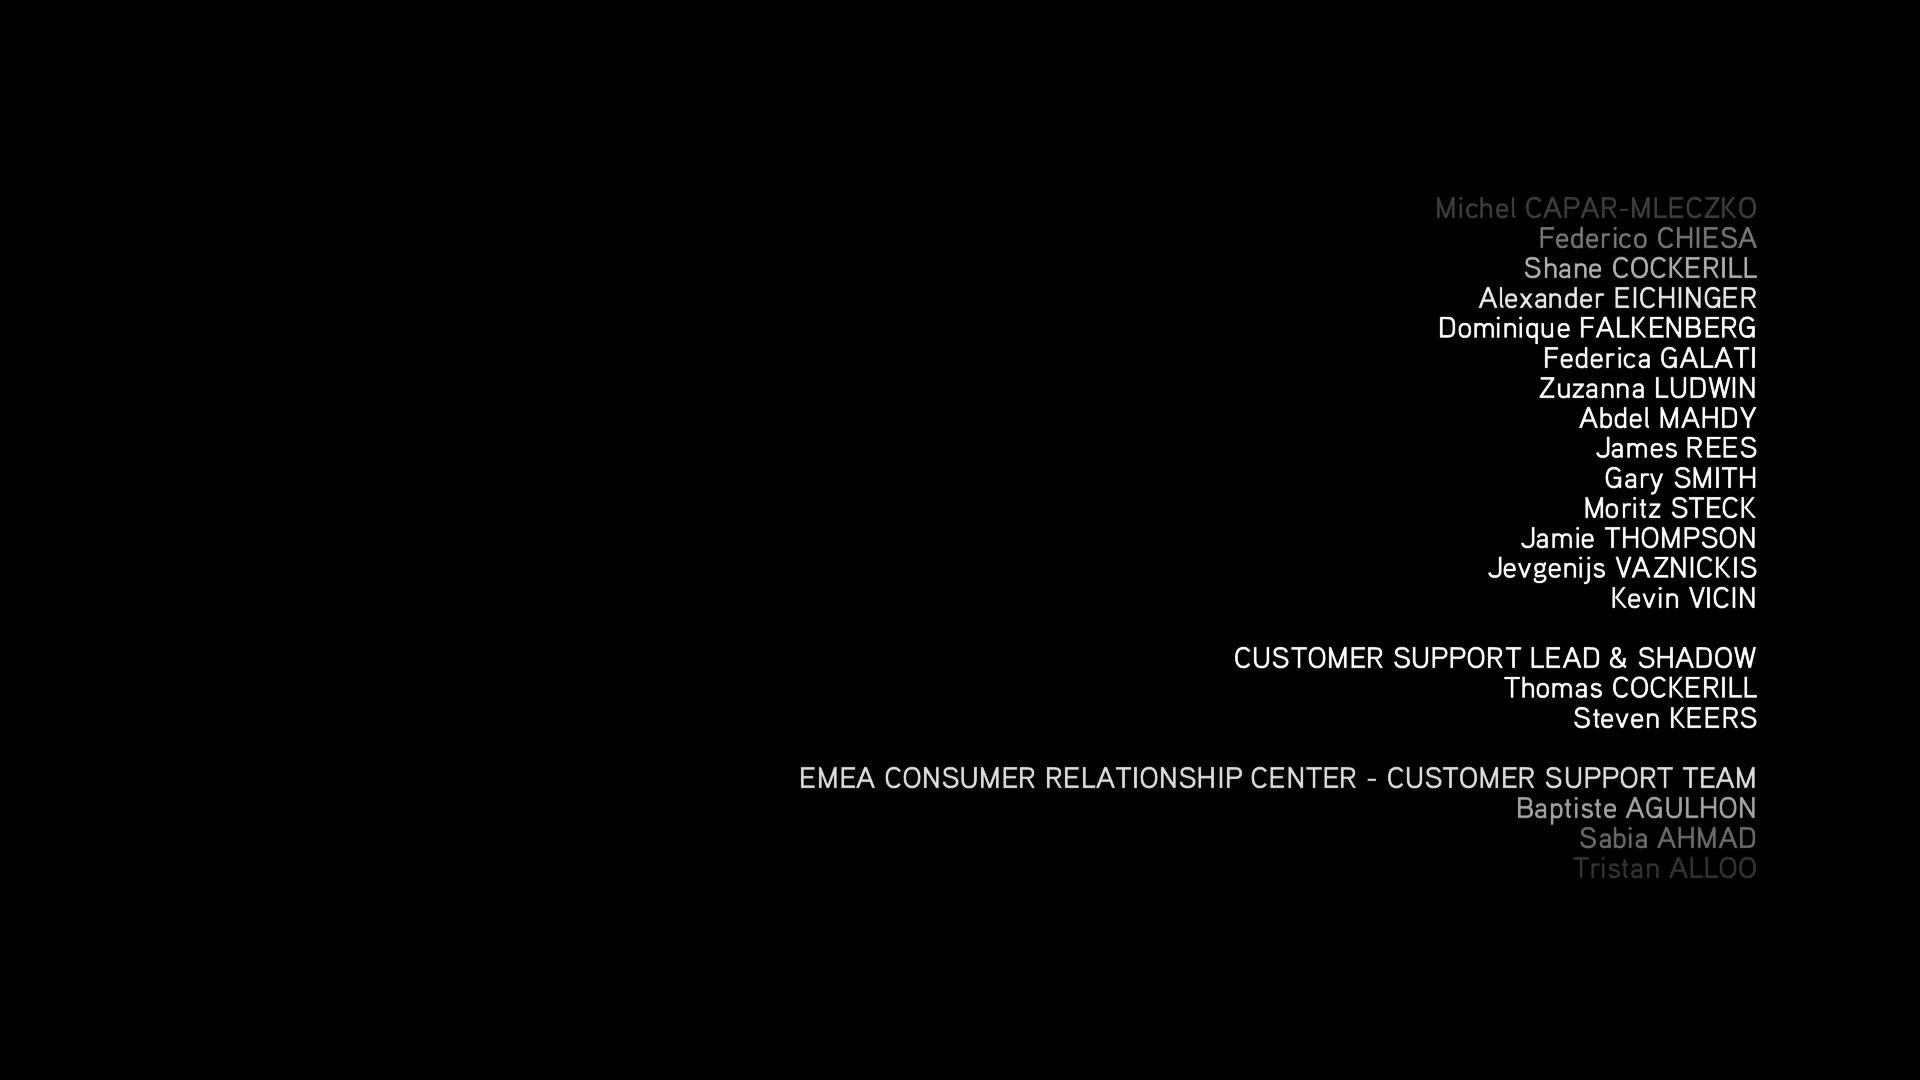 Michel CAPAR-MLECZKO
Federico CHIESA
Shane COCKERILL
Alexander EICHINGER
Dominique FALKENBERG
Federica GALATI
Zuzanna LUDWIN
Abdel MAHDY
James REES
Gary SMITH
Moritz STECK
Jamie THOMPSON
Jevgenijs VAZNICKIS
Kevin VICIN
CUSTOMER SUPPORT LEAD & SHADOW
Thomas COCKERILL
Steven KEERS
EMEA CONSUMER RELATIONSHIP CENTER - CUSTOMER SUPPORT TEAM
Baptiste AGULHON
Sabia AHMAD
Tristan ALLOO